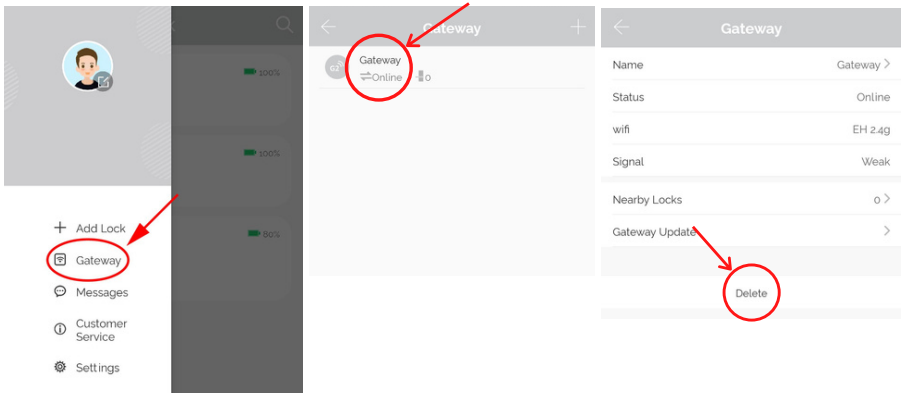 100%
100%
80%
Add Lock
Gateway
Messages
Customer
Service
Settings
Gateway
G2
Gateway
Online
0
Gateway
Name
Gateway
Status
Online
wifi
EH 2.4g
Signal
Weak
Nearby Locks
0
Gateway Update
Delete